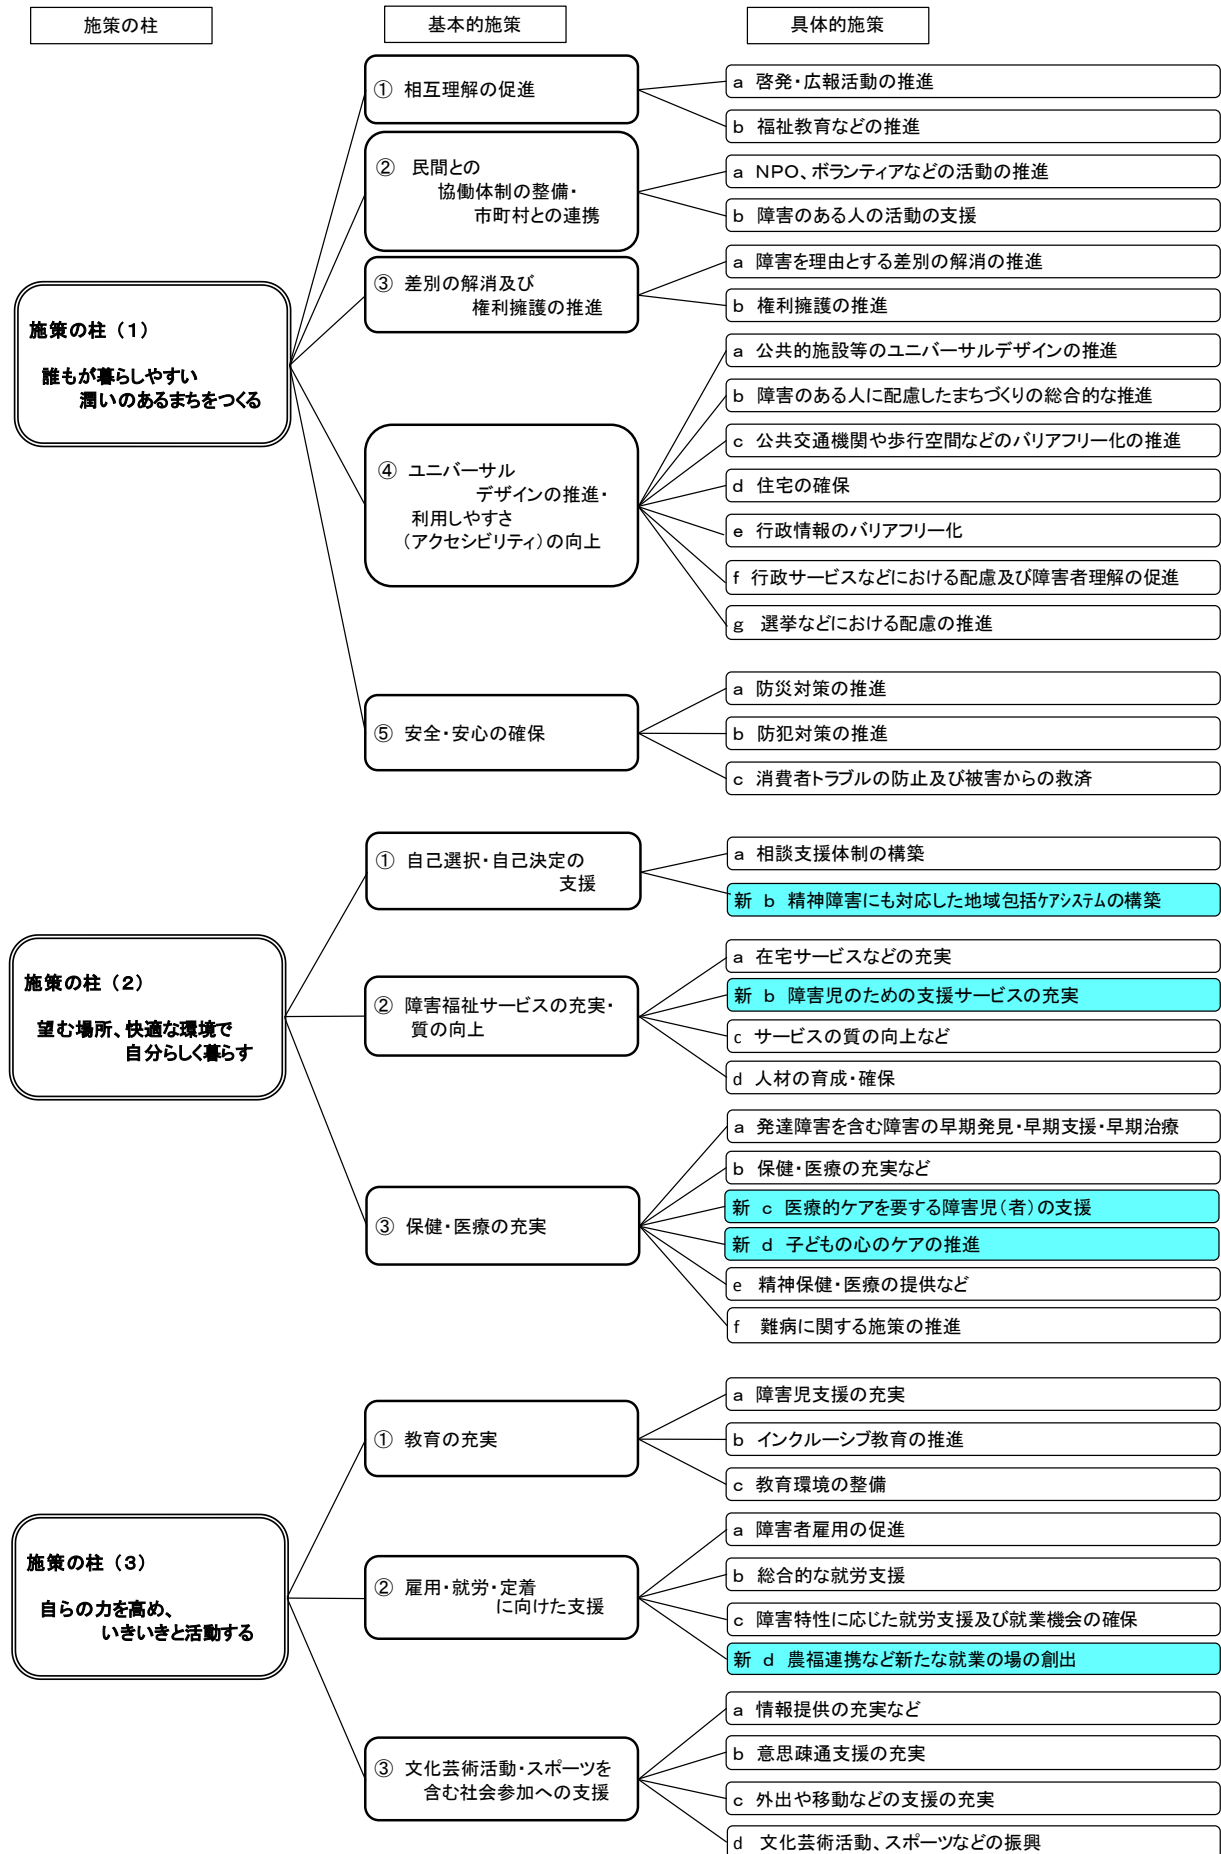 施策の柱
基本的施策
具体的施策
施策の柱（１）
誰もが暮らしやすい
潤いのあるまちをつくる
① 相互理解の促進
a 啓発・広報活動の推進
b 福祉教育などの推進
② 民間との
協働体制の整備・
市町村との連携
a NPO、ボランティアなどの活動の推進
b 障害のある人の活動の支援
③ 差別の解消及び
権利擁護の推進
a 障害を理由とする差別の解消の推進
b 権利擁護の推進
④ ユニバーサル
デザインの推進・
利用しやすさ
（アクセシビリティ）の向上
a 公共的施設等のユニバーサルデザインの推進
b 障害のある人に配慮したまちづくりの総合的な推進
c 公共交通機関や歩行空間などのバリアフリー化の推進
d 住宅の確保
e 行政情報のバリアフリー化
f 行政サービスなどにおける配慮及び障害者理解の促進
g 選挙などにおける配慮の推進
⑤ 安全・安心の確保
a 防災対策の推進
b 防犯対策の推進
c 消費者トラブルの防止及び被害からの救済
施策の柱（２）
望む場所、快適な環境で
自分らしく暮らす
① 自己選択・自己決定の
支援
a 相談支援体制の構築
新 b 精神障害にも対応した地域包括ケアシステムの構築
② 障害福祉サービスの充実・
質の向上
a 在宅サービスなどの充実
新 b 障害児のための支援サービスの充実
c サービスの質の向上など
d 人材の育成・確保
③ 保健・医療の充実
a 発達障害を含む障害の早期発見・早期支援・早期治療
b 保健・医療の充実など
新 c 医療的ケアを要する障害児（者）の支援
新 d 子どもの心のケアの推進
e 精神保健・医療の提供など
f 難病に関する施策の推進
施策の柱（３）
自らの力を高め、
いきいきと活動する
① 教育の充実
a 障害児支援の充実
b インクルーシブ教育の推進
c 教育環境の整備
② 雇用・就労・定着
に向けた支援
a 障害者雇用の促進
b 総合的な就労支援
c 障害特性に応じた就労支援及び就業機会の確保
新 d 農福連携など新たな就業の場の創出
③ 文化芸術活動・スポーツを
含む社会参加への支援
a 情報提供の充実など
b 意思疎通支援の充実
c 外出や移動などの支援の充実
d 文化芸術活動、スポーツなどの振興